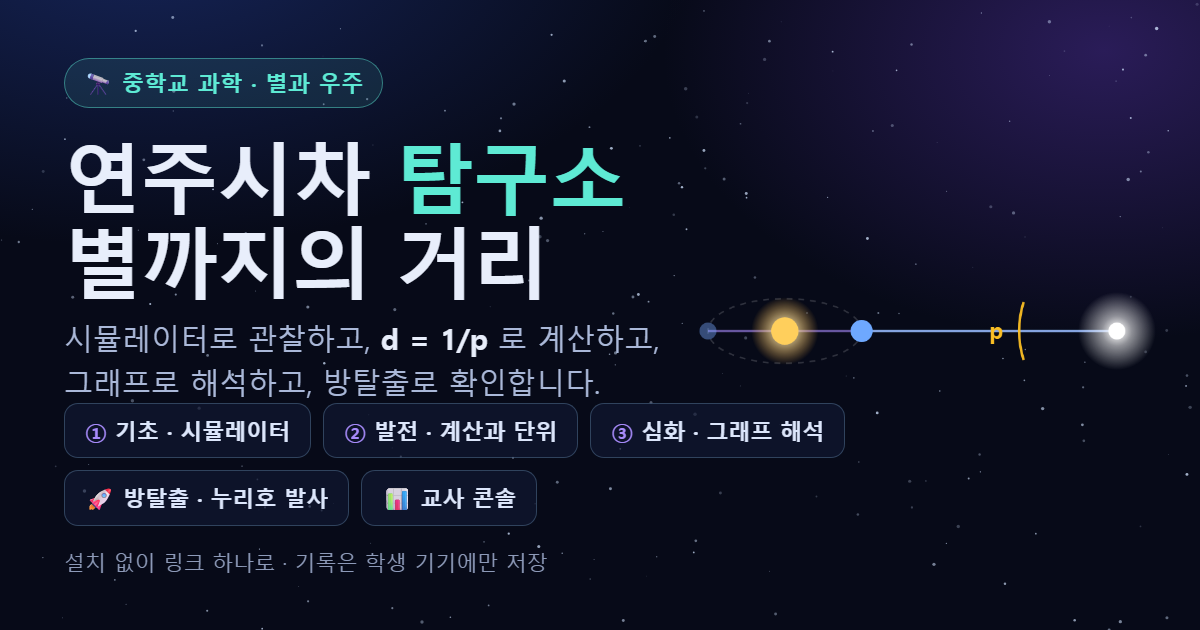 🔭 중학교 과학 · 별과 우주
연주시차 탐구소
별까지의 거리
시뮬레이터로 관찰하고, d = 1/p 로 계산하고,
그래프로 해석하고, 방탈출로 확인합니다.
p
① 기초 · 시뮬레이터
② 발전 · 계산과 단위
③ 심화 · 그래프 해석
🚀 방탈출 · 누리호 발사
📊 교사 콘솔
설치 없이 링크 하나로 · 기록은 학생 기기에만 저장